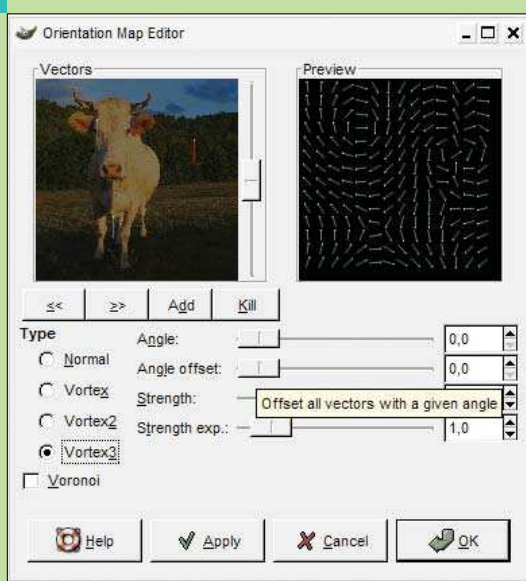 Orientation Map Editor
Vectors
Preview
<< >> Add Kill
Type
Normal
Vortex
Vortex2
Vortex3
Voronoi
Angle: 0,0
Angle offset: 0,0
Strength:
Offset all vectors with a given angle
Strength exp.: 1,0
Help Apply Cancel OK